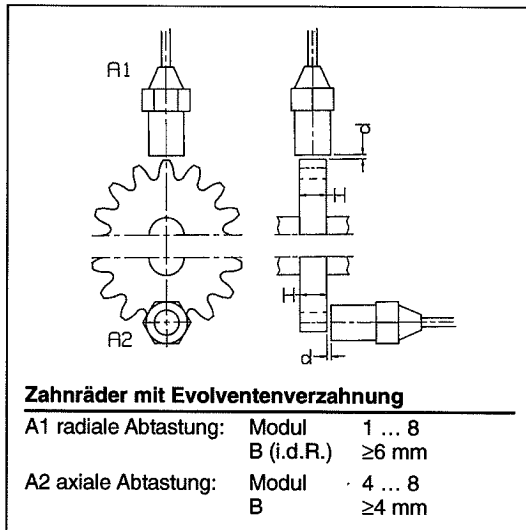 A1
d
H
H
A2
d
Zahnräder mit Evolventenverzahnung
A1 radiale Abtastung: Modul 1 ... 8
B (i.d.R.) ≥6 mm
A2 axiale Abtastung: Modul 4 ... 8
B ≥4 mm